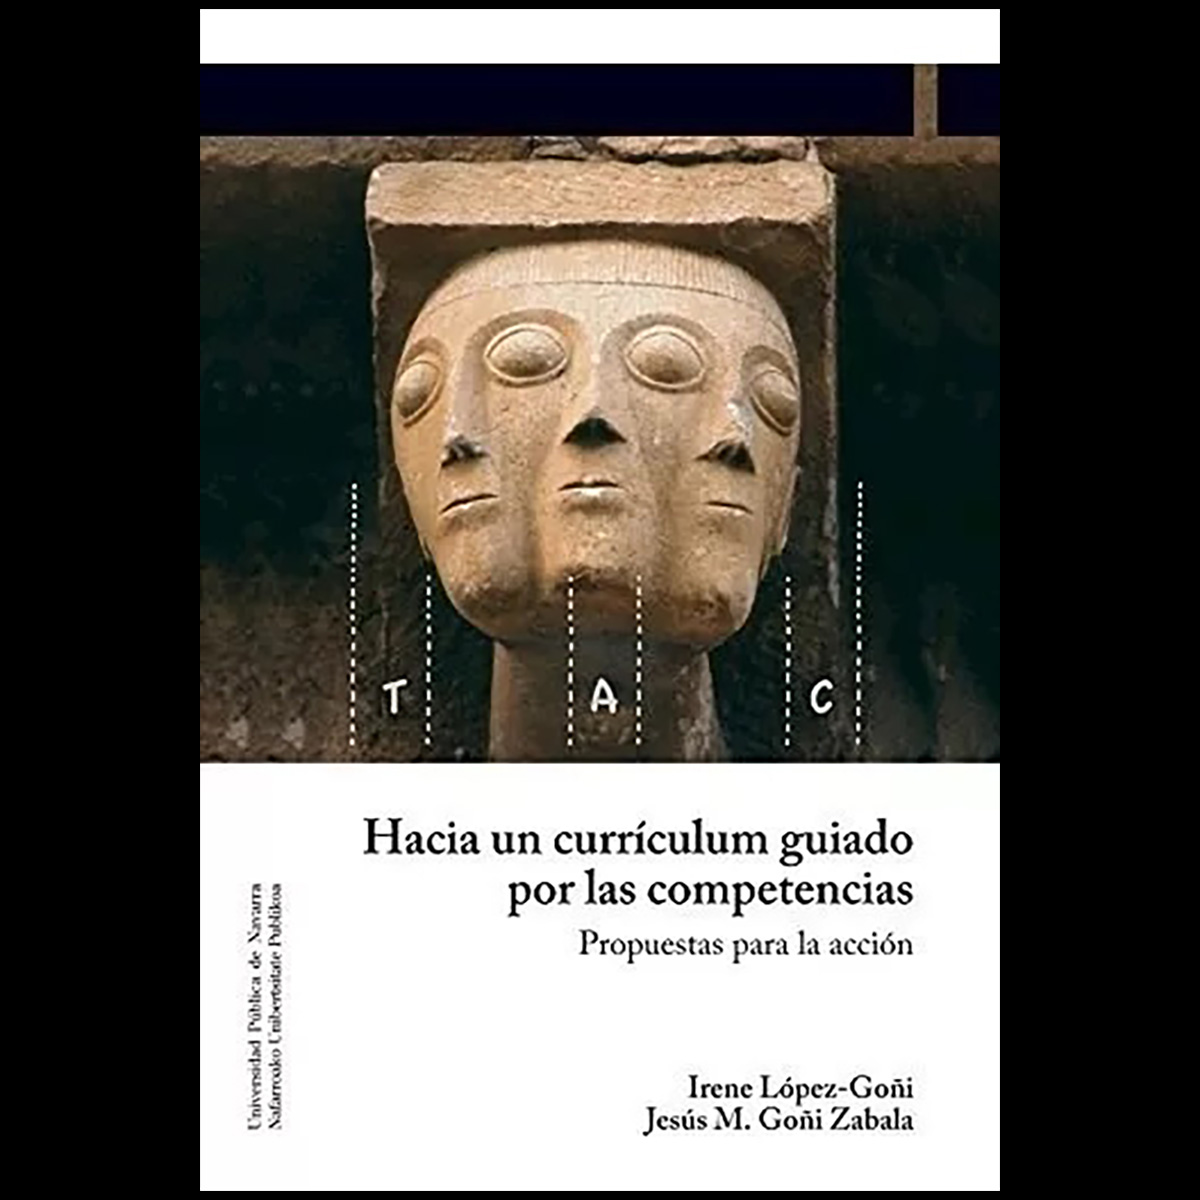 T
A
C
Hacia un currículum guiado
por las competencias
Propuestas para la acción
Universidad Pública de Navarra
Nafarroako Unibertsitate Publikoa
Irene López-Goñi
Jesús M. Goñi Zabala